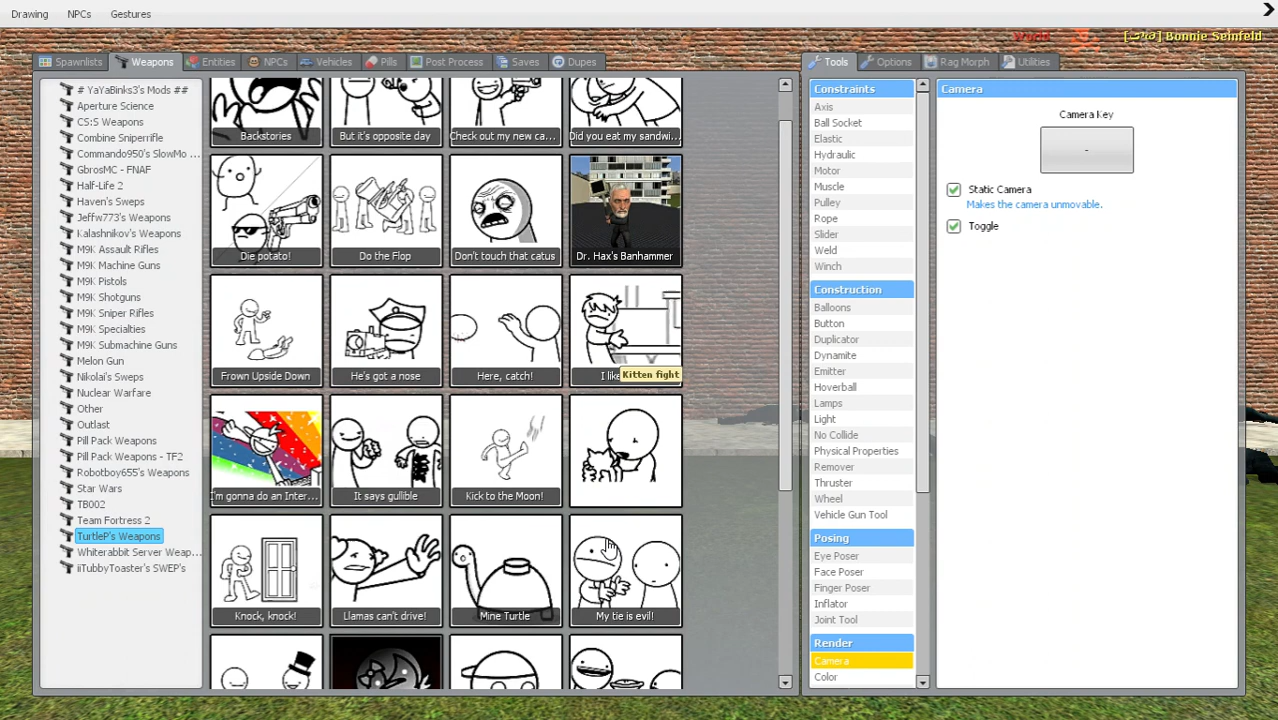 Drawing NPCs Gestures
World [ويبى] Bonnie Seinfeld
Spawnlists Weapons Entities NPCs Vehicles Pills Post Process Saves Dupes
# YaYaBinks3's Mods ##
Aperture Science
CS:S Weapons
Combine Sniperrifle
Commando950's SlowMo ...
GbrosMC - FNAF
Half-Life 2
Haven's Sweps
Jeffw773's Weapons
Kalashnikov's Weapons
M9K Assault Rifles
M9K Machine Guns
M9K Pistols
M9K Shotguns
M9K Sniper Rifles
M9K Specialties
M9K Submachine Guns
Melon Gun
Nikolai's Sweps
Nuclear Warfare
Other
Outlast
Pill Pack Weapons
Pill Pack Weapons - TF2
Robotboy655's Weapons
Star Wars
TB002
Team Fortress 2
TurtleP's Weapons
Whiterabbit Server Weap...
iiTubbyToaster's SWEP's
Backstories But it's opposite day Check out my new ca... Did you eat my sandwi...
Die potato! Do the Flop Don't touch that catus Dr. Hax's Banhammer
Frown Upside Down He's got a nose Here, catch! I like
Kitten fight
I'm gonna do an Inter... It says gullible Kick to the Moon!
Knock, knock! Llamas can't drive! Mine Turtle My tie is evil!
Tools Options Rag Morph Utilities
Constraints
Axis
Ball Socket
Elastic
Hydraulic
Motor
Muscle
Pulley
Rope
Slider
Weld
Winch
Construction
Balloons
Button
Duplicator
Dynamite
Emitter
Hoverball
Lamps
Light
No Collide
Physical Properties
Remover
Thruster
Wheel
Vehicle Gun Tool
Posing
Eye Poser
Face Poser
Finger Poser
Inflator
Joint Tool
Render
Camera
Color
Camera
Camera Key
-
Static Camera
Makes the camera unmovable.
Toggle